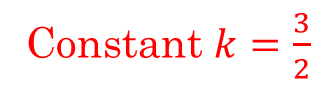 Constant k = 3/2